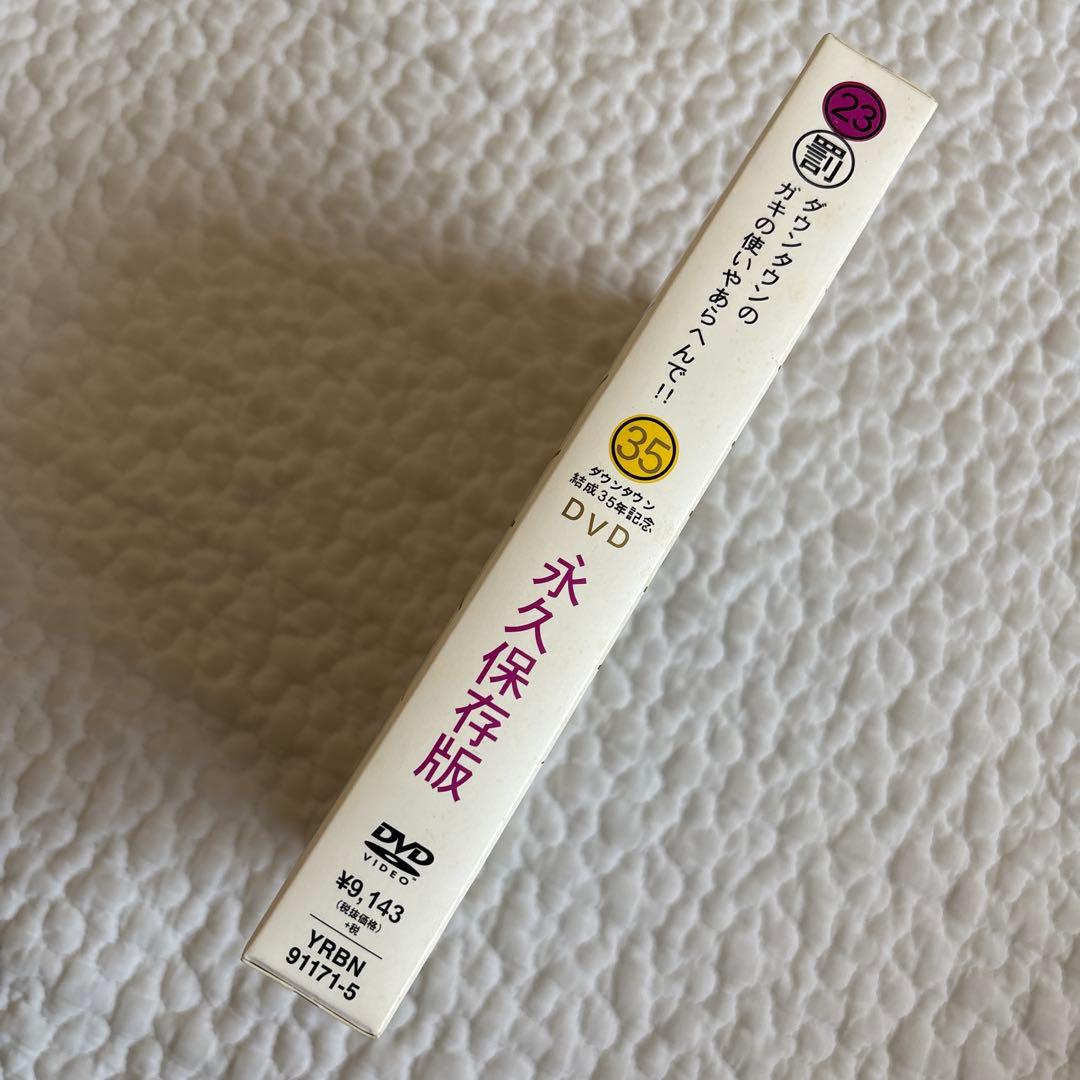 23
罰
ダウンタウンの
ガキの使いやあらへんで!!
35
ダウンタウン
結成35年記念
DVD
永久保存版
DVD
VIDEO™
¥9,143
(税抜価格)
+税
YRBN
91171-5